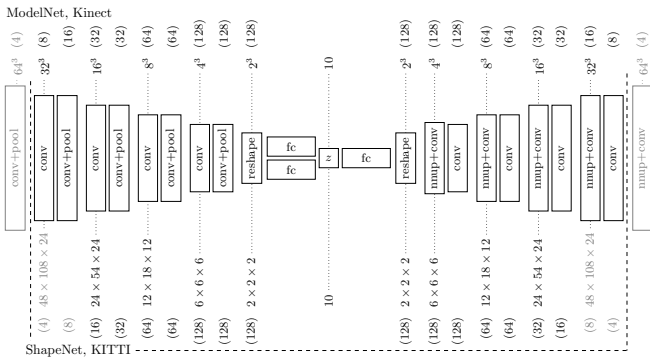 ModelNet, Kinect
(4) (8) (16) (32) (32) (64) (64) (128) (128) (128) (128) (128) (128) (64) (64) (32) (32) (16) (8) (4)
64³ 32³ 16³ 8³ 4³ 2³ 10 2³ 4³ 8³ 16³ 32³ 64³
conv+pool
conv
conv+pool
conv
conv+pool
conv
conv+pool
conv
conv+pool
reshape
fc
fc
z
fc
reshape
nnup+conv
conv
nnup+conv
conv
nnup+conv
conv
nnup+conv
conv
nnup+conv
48 × 108 × 24
24 × 54 × 24
12 × 18 × 12
6 × 6 × 6
2 × 2 × 2
10
2 × 2 × 2
6 × 6 × 6
12 × 18 × 12
24 × 54 × 24
48 × 108 × 24
(4) (8) (16) (32) (64) (64) (128) (128) (128) (128) (128) (128) (64) (64) (32) (16) (8) (4)
ShapeNet, KITTI